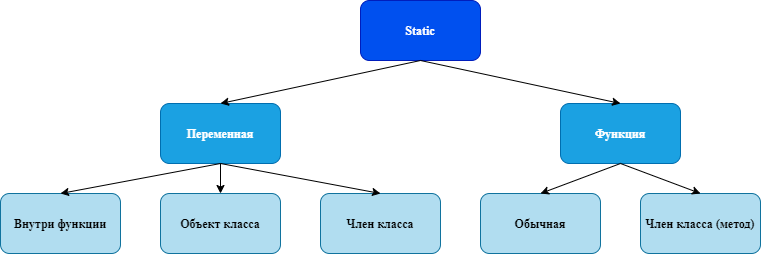 Static
Переменная
Функция
Внутри функции
Объект класса
Член класса
Обычная
Член класса (метод)